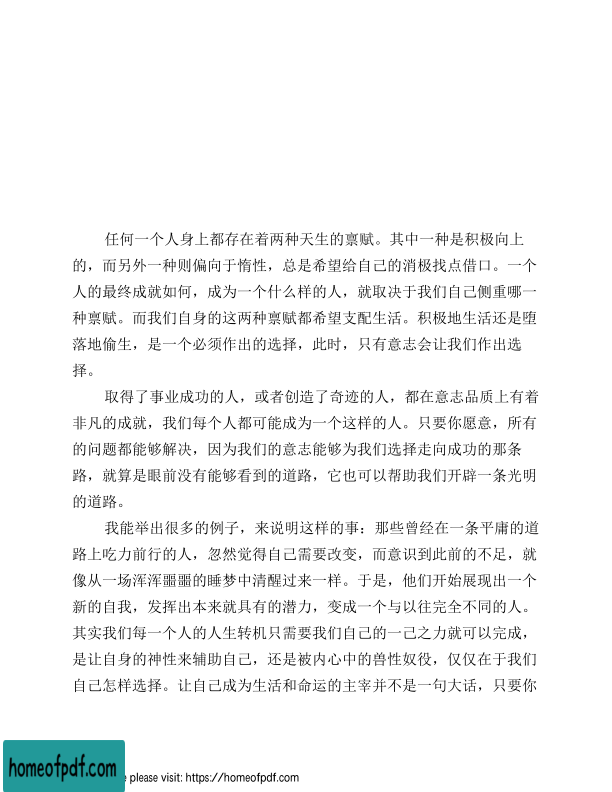 任何一个人身上都存在着两种天生的禀赋。其中一种是积极向上
的，而另外一种则偏向于惰性，总是希望给自己的消极找点借口。一个
人的最终成就如何，成为一个什么样的人，就取决于我们自己侧重哪一
种禀赋。而我们自身的这两种禀赋都希望支配生活。积极地生活还是堕
落地偷生，是一个必须作出的选择，此时，只有意志会让我们作出选
择。
取得了事业成功的人，或者创造了奇迹的人，都在意志品质上有着
非凡的成就，我们每个人都可能成为一个这样的人。只要你愿意，所有
的问题都能够解决，因为我们的意志能够为我们选择走向成功的那条
路，就算是眼前没有能够看到的道路，它也可以帮助我们开辟一条光明
的道路。
我能举出很多的例子，来说明这样的事：那些曾经在一条平庸的道
路上吃力前行的人，忽然觉得自己需要改变，而意识到此前的不足，就
像从一场浑浑噩噩的睡梦中清醒过来一样。于是，他们开始展现出一个
新的自我，发挥出本来就具有的潜力，变成一个与以往完全不同的人。
其实我们每一个人的人生转机只需要我们自己的一己之力就可以完成，
是让自身的神性来辅助自己，还是被内心中的兽性奴役，仅仅在于我们
自己怎样选择。让自己成为生活和命运的主宰并不是一句大话，只要你
homeofpdf.com
please visit: https://homeofpdf.com